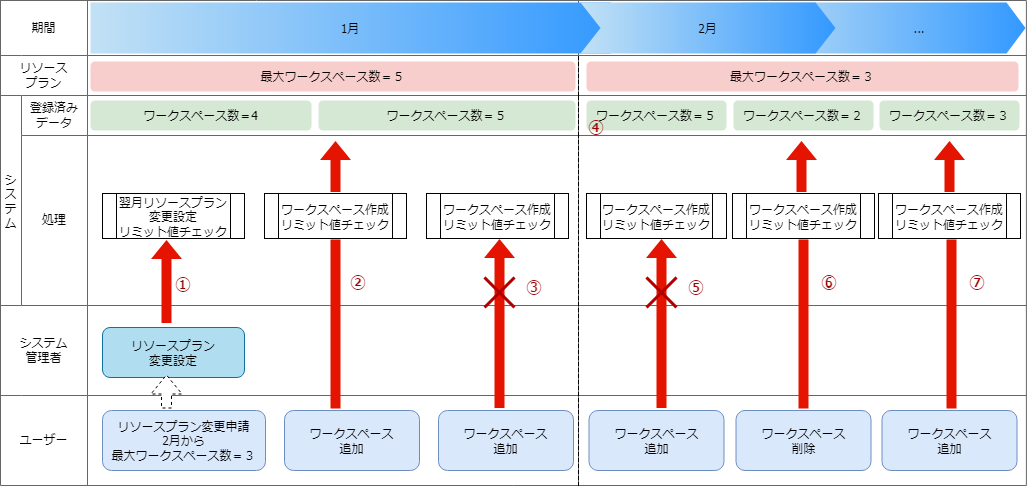 期間
1月
2月
...
リソース
プラン
最大ワークスペース数= 5
最大ワークスペース数= 3
システム
登録済み
データ
ワークスペース数=4
ワークスペース数= 5
④
ワークスペース数= 5
ワークスペース数= 2
ワークスペース数= 3
処理
翌月リソースプラン
変更設定
リミット値チェック
ワークスペース作成
リミット値チェック
ワークスペース作成
リミット値チェック
ワークスペース作成
リミット値チェック
ワークスペース作成
リミット値チェック
ワークスペース作成
リミット値チェック
①
②
③
⑤
⑥
⑦
システム
管理者
リソースプラン
変更設定
ユーザー
リソースプラン変更申請
2月から
最大ワークスペース数= 3
ワークスペース
追加
ワークスペース
追加
ワークスペース
追加
ワークスペース
削除
ワークスペース
追加